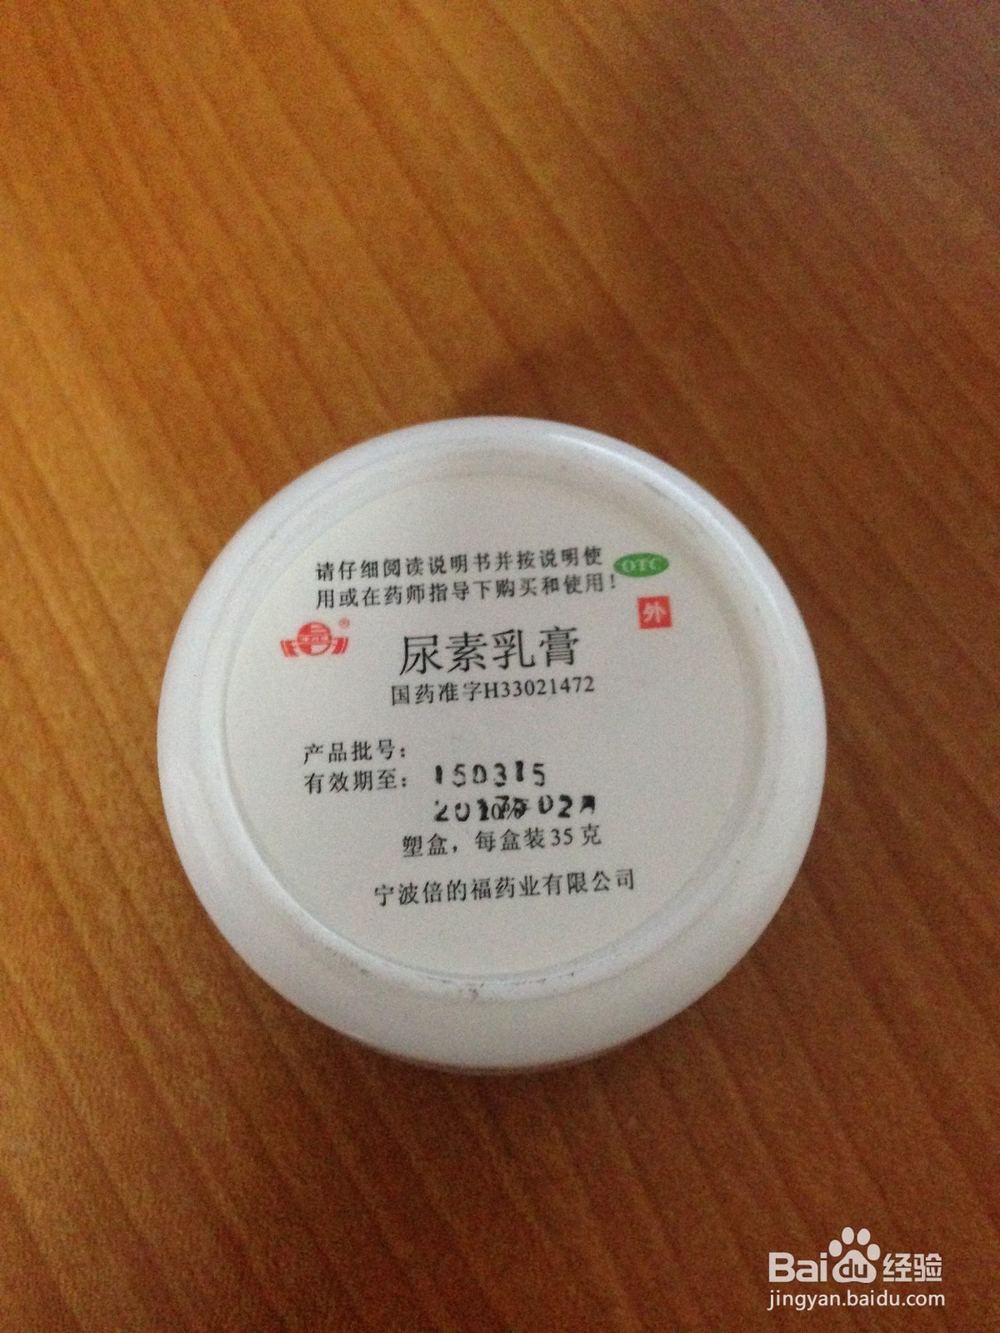 请仔细阅读说明书并按说明使
用或在药师指导下购买和使用！
OTC
外
®
尿素乳膏
国药准字H33021472
产品批号：
有效期至： 150315
塑盒，每盒装35克
宁波倍的福药业有限公司
Baidu经验
jingyan.baidu.com